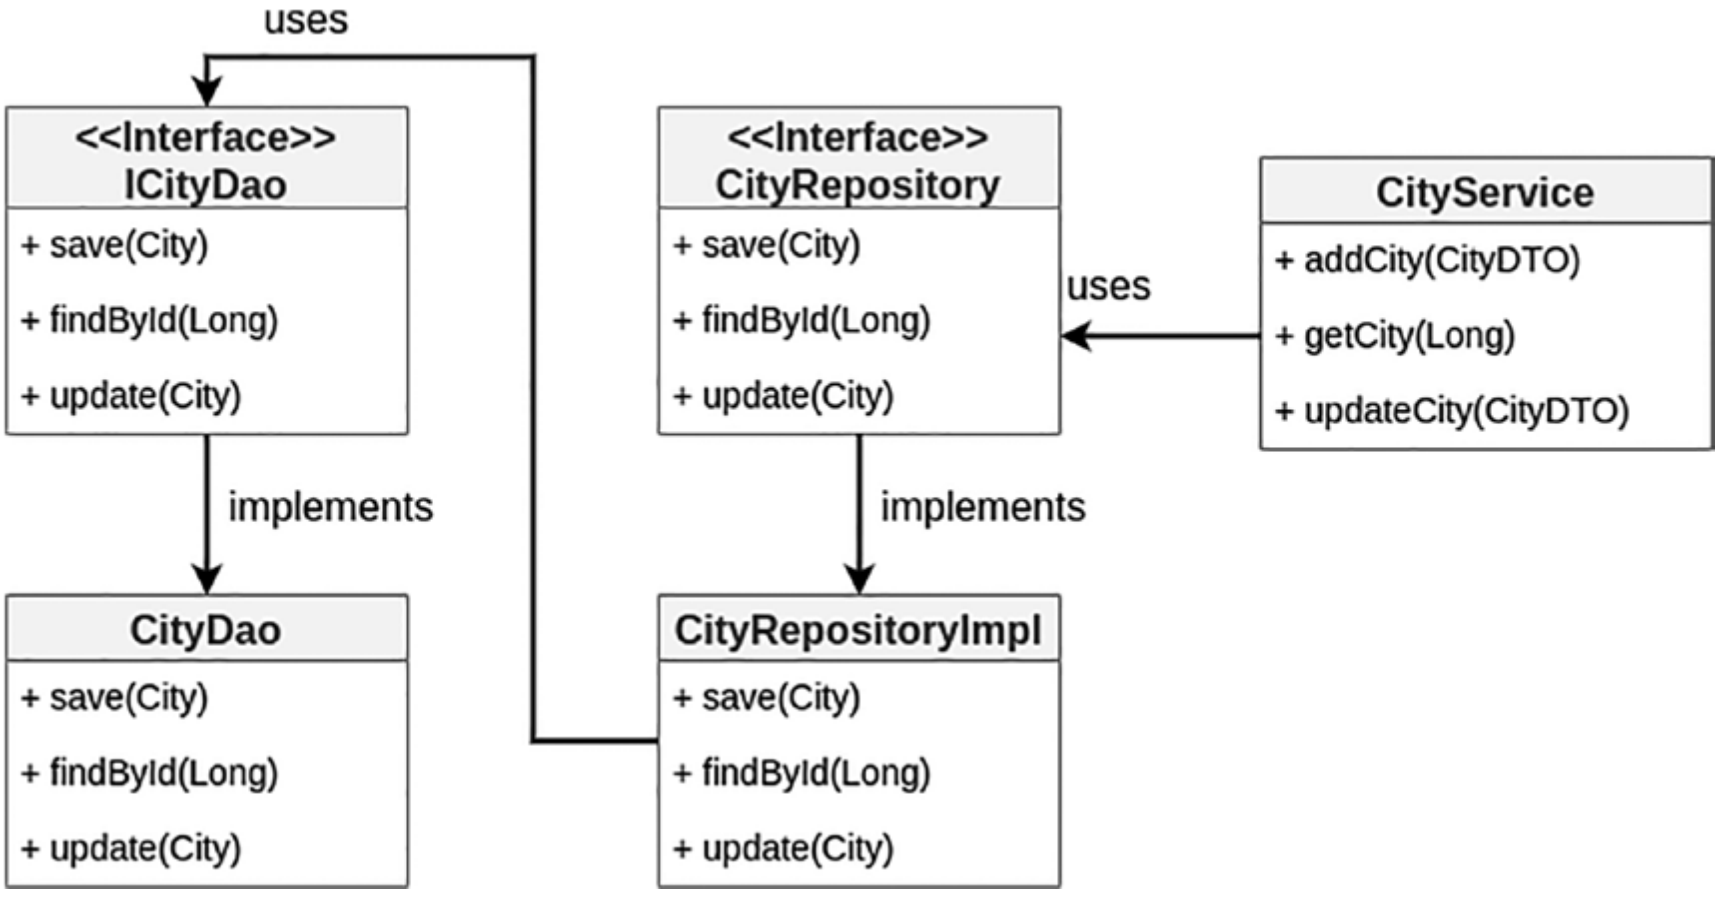 uses
<<Interface>>
ICityDao
+ save(City)
+ findById(Long)
+ update(City)
implements
CityDao
+ save(City)
+ findById(Long)
+ update(City)
<<Interface>>
CityRepository
+ save(City)
+ findById(Long)
+ update(City)
implements
CityRepositoryImpl
+ save(City)
+ findById(Long)
+ update(City)
uses
CityService
+ addCity(CityDTO)
+ getCity(Long)
+ updateCity(CityDTO)